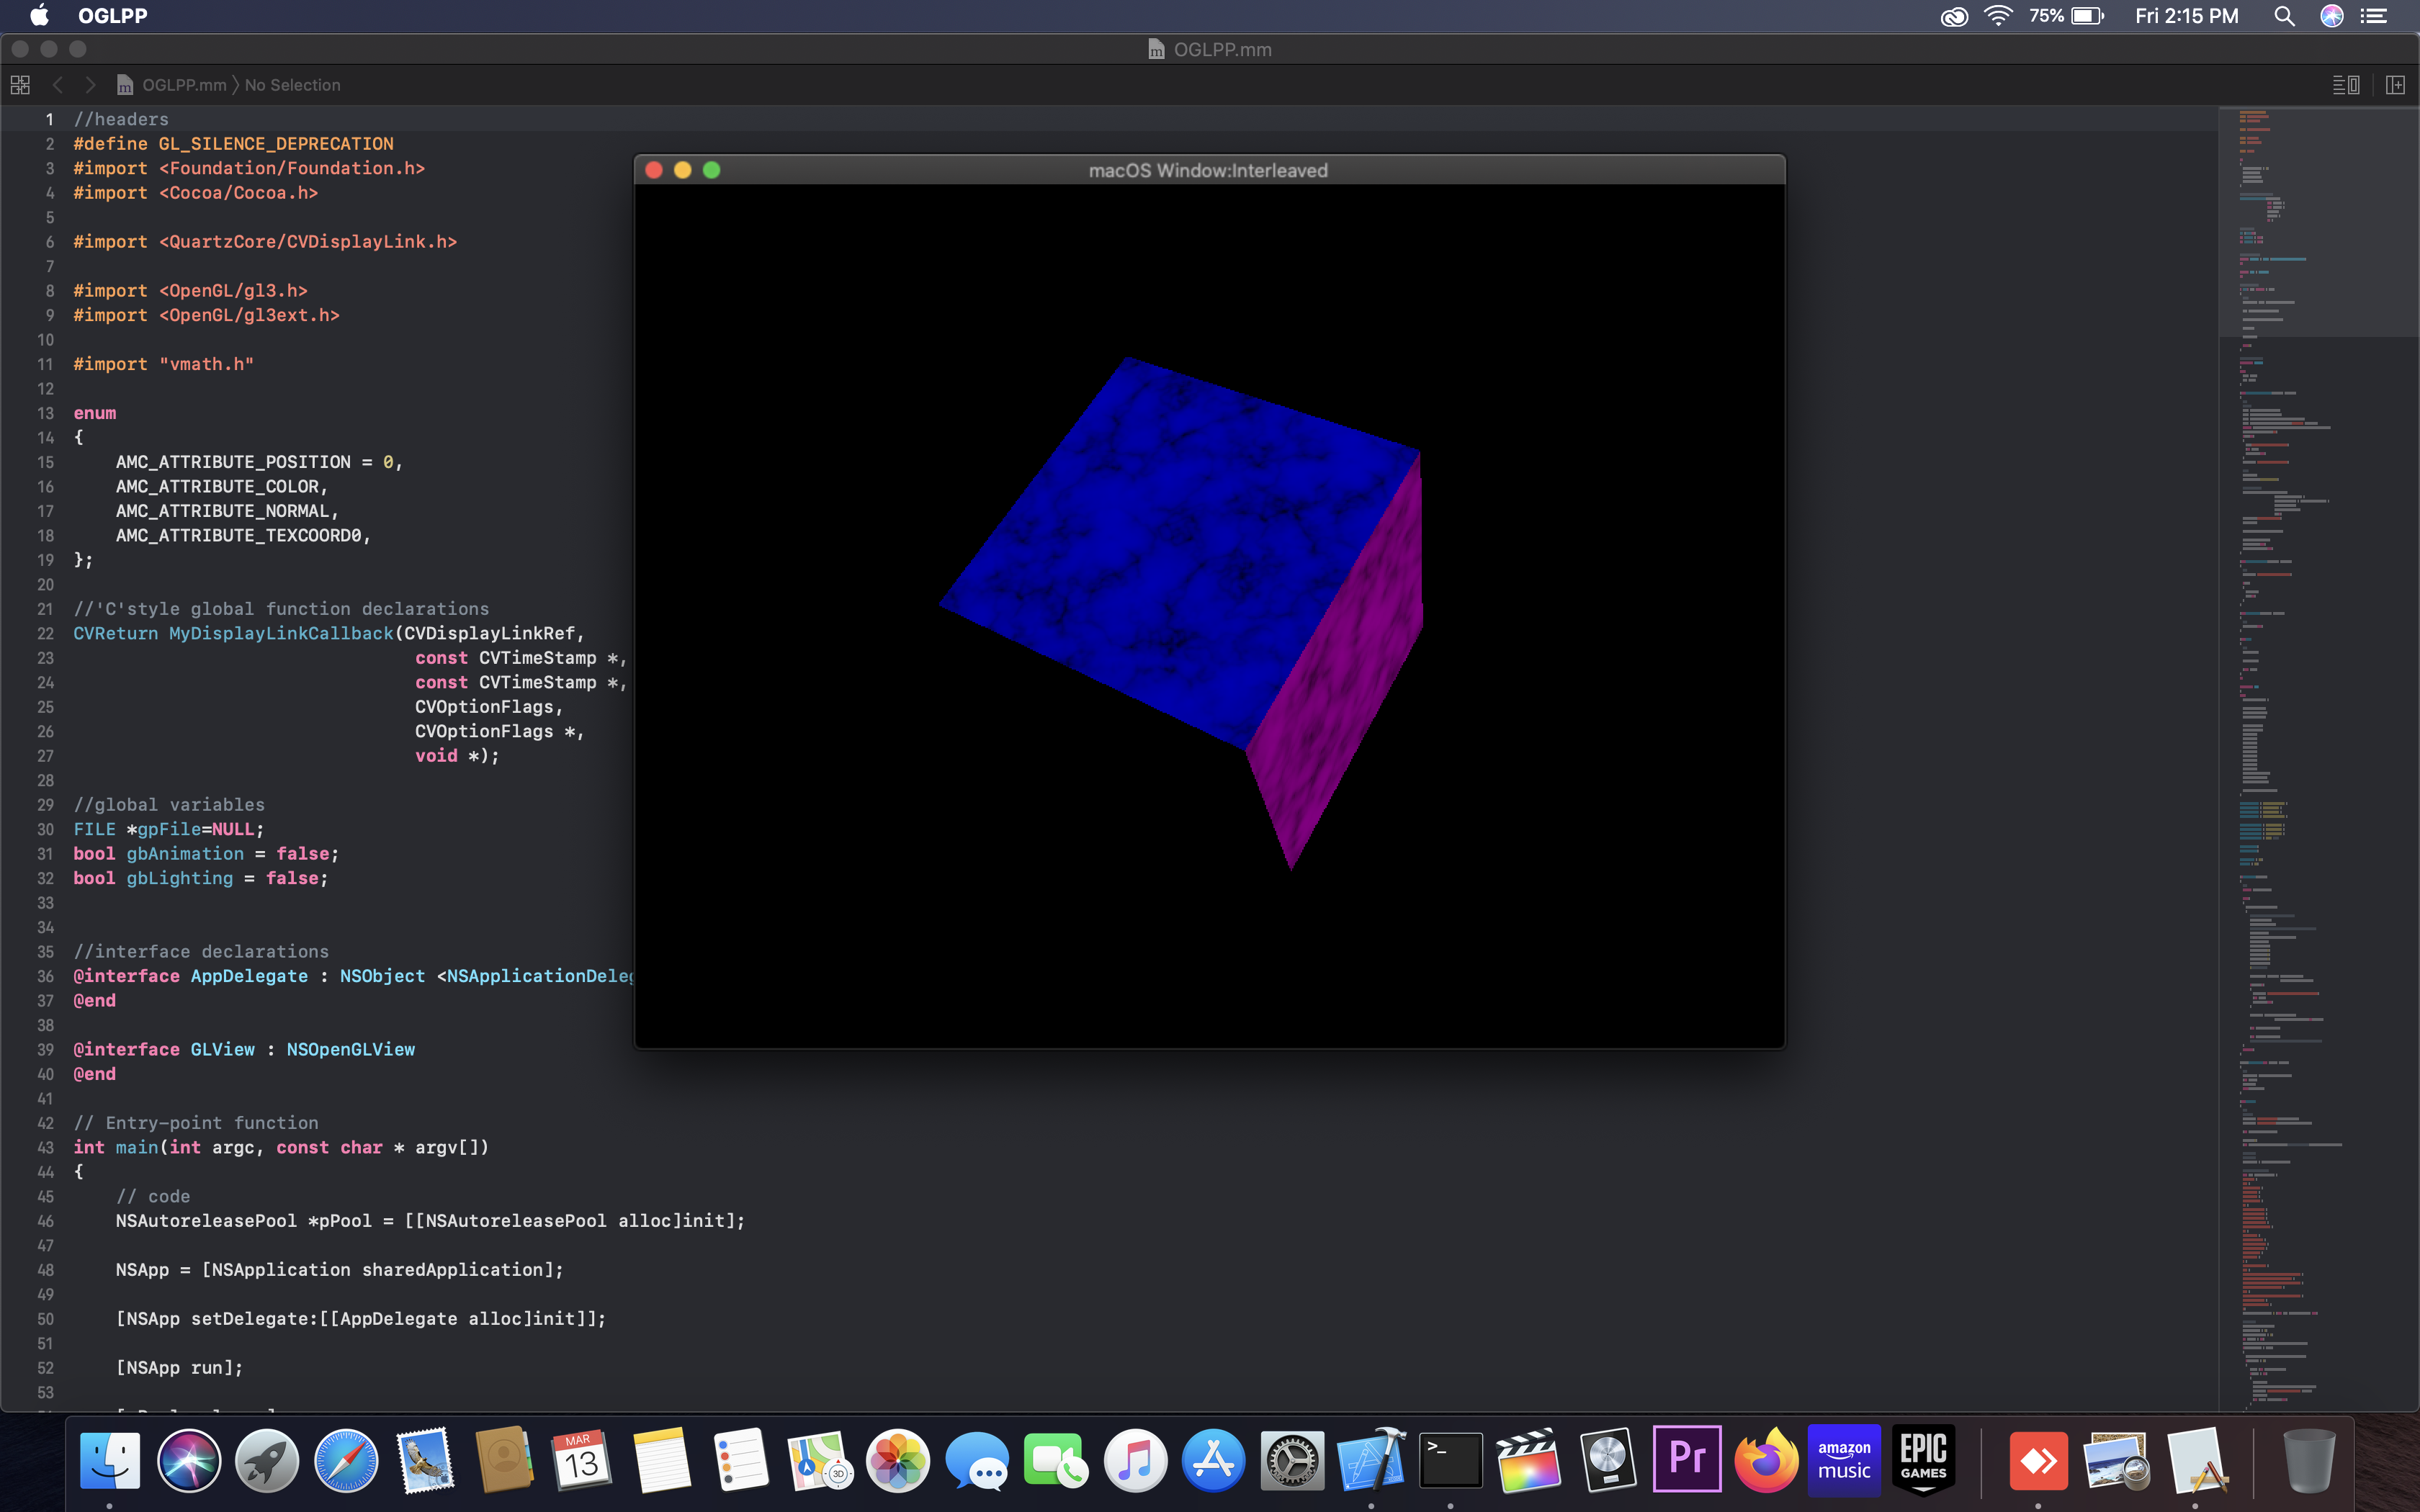 OGLPP
75%
Fri 2:15 PM
OGLPP.mm
OGLPP.mm
No Selection
1 //headers
2 #define GL_SILENCE_DEPRECATION
3 #import <Foundation/Foundation.h>
4 #import <Cocoa/Cocoa.h>
5
6 #import <QuartzCore/CVDisplayLink.h>
7
8 #import <OpenGL/gl3.h>
9 #import <OpenGL/gl3ext.h>
10
11 #import "vmath.h"
12
13 enum
14 {
15 AMC_ATTRIBUTE_POSITION = 0,
16 AMC_ATTRIBUTE_COLOR,
17 AMC_ATTRIBUTE_NORMAL,
18 AMC_ATTRIBUTE_TEXCOORD0,
19 };
20
21 //'C'style global function declarations
22 CVReturn MyDisplayLinkCallback(CVDisplayLinkRef,
23 const CVTimeStamp *,
24 const CVTimeStamp *,
25 CVOptionFlags,
26 CVOptionFlags *,
27 void *);
28
29 //global variables
30 FILE *gpFile=NULL;
31 bool gbAnimation = false;
32 bool gbLighting = false;
33
34
35 //interface declarations
36 @interface AppDelegate : NSObject <NSApplicationDeleg
37 @end
38
39 @interface GLView : NSOpenGLView
40 @end
41
42 // Entry-point function
43 int main(int argc, const char * argv[])
44 {
45 // code
46 NSAutoreleasePool *pPool = [[NSAutoreleasePool alloc]init];
47
48 NSApp = [NSApplication sharedApplication];
49
50 [NSApp setDelegate:[[AppDelegate alloc]init]];
51
52 [NSApp run];
53
macOS Window:Interleaved
MAR
13
3D
>_
Pr
amazon
music
EPIC
GAMES